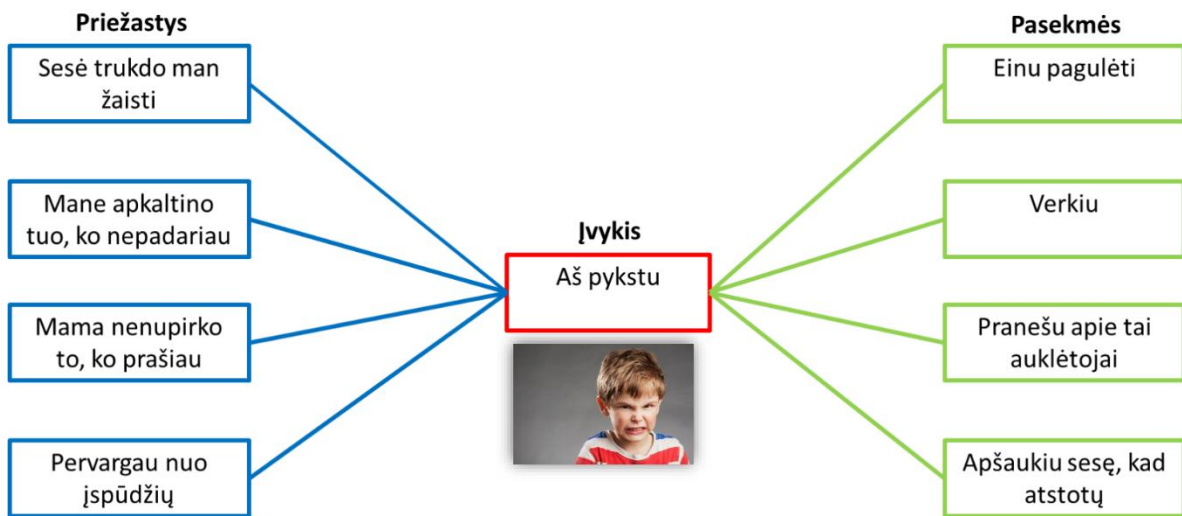 Priežastys
Sesė trukdo man
žaisti
Mane apkaltino
tuo, ko nepadariau
Mama nenupirko
to, ko prašiau
Pervargau nuo
įspūdžių
Įvykis
Aš pykstu
Pasekmės
Einu pagulėti
Verkiu
Pranešu apie tai
auklėtojai
Apšaukiu sesę, kad
atstotų